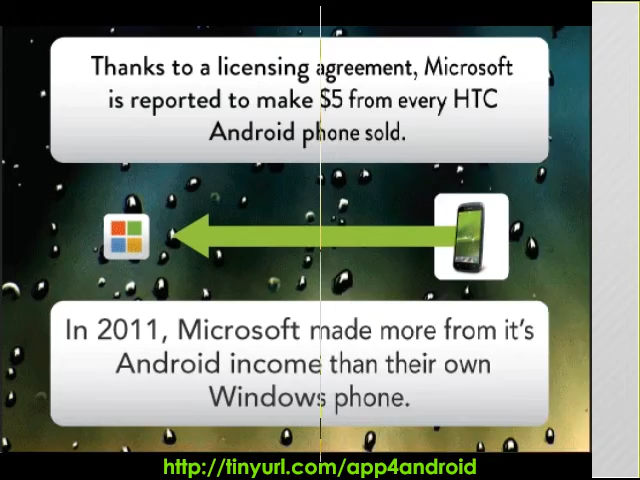 Thanks to a licensing agreement, Microsoft
is reported to make $5 from every HTC
Android phone sold.
In 2011, Microsoft made more from it's
Android income than their own
Windows phone.
http://tinyurl.com/app4android